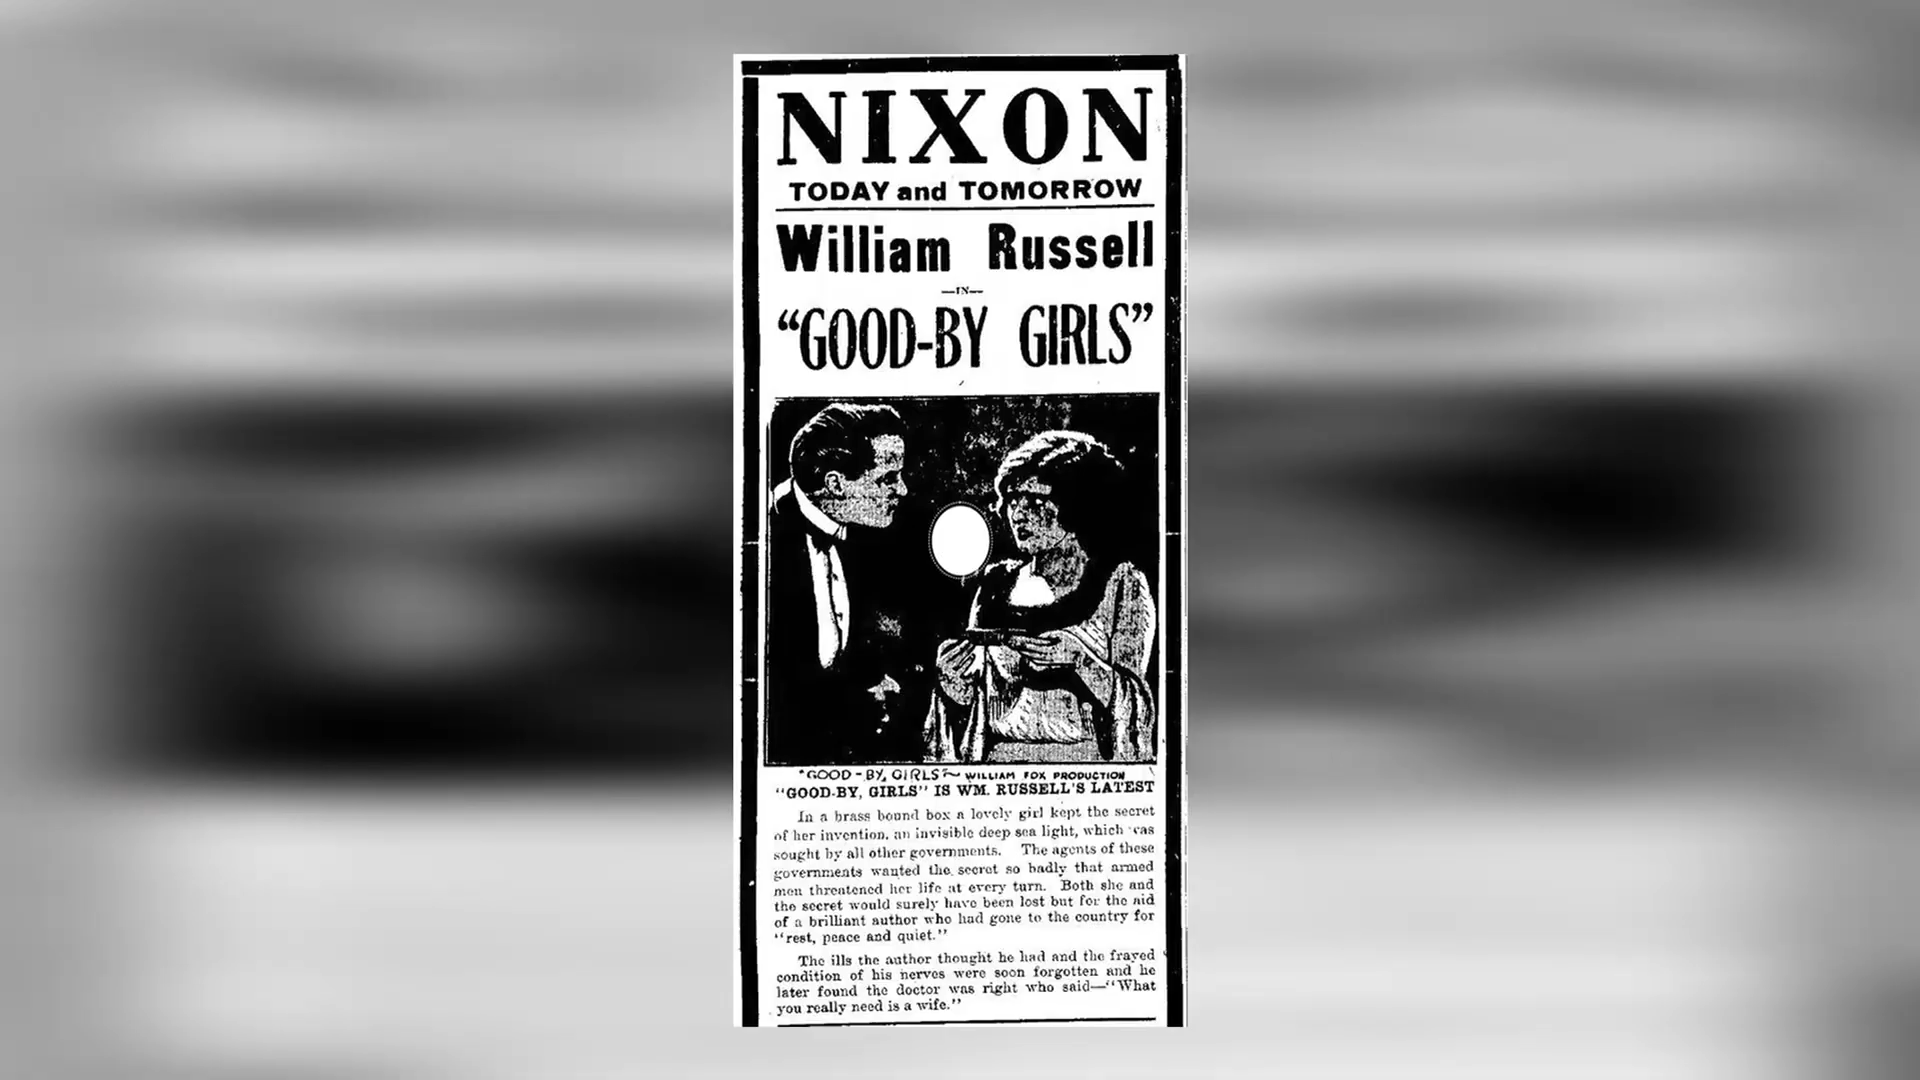 NIXON
TODAY and TOMORROW
William Russell
—IN—
“GOOD-BY GIRLS”
"GOOD-BY, GIRLS"~ WILLIAM FOX PRODUCTION
“GOOD-BY, GIRLS” IS WM. RUSSELL'S LATEST
In a brass bound box a lovely girl kept the secret
of her invention, an invisible deep sea light, which was
sought by all other governments. The agents of these
governments wanted the secret so badly that armed
men threatened her life at every turn. Both she and
the secret would surely have been lost but for the aid
of a brilliant author who had gone to the country for
“rest, peace and quiet.”
The ills the author thought he had and the frayed
condition of his nerves were soon forgotten and he
later found the doctor was right who said—“What
you really need is a wife.”